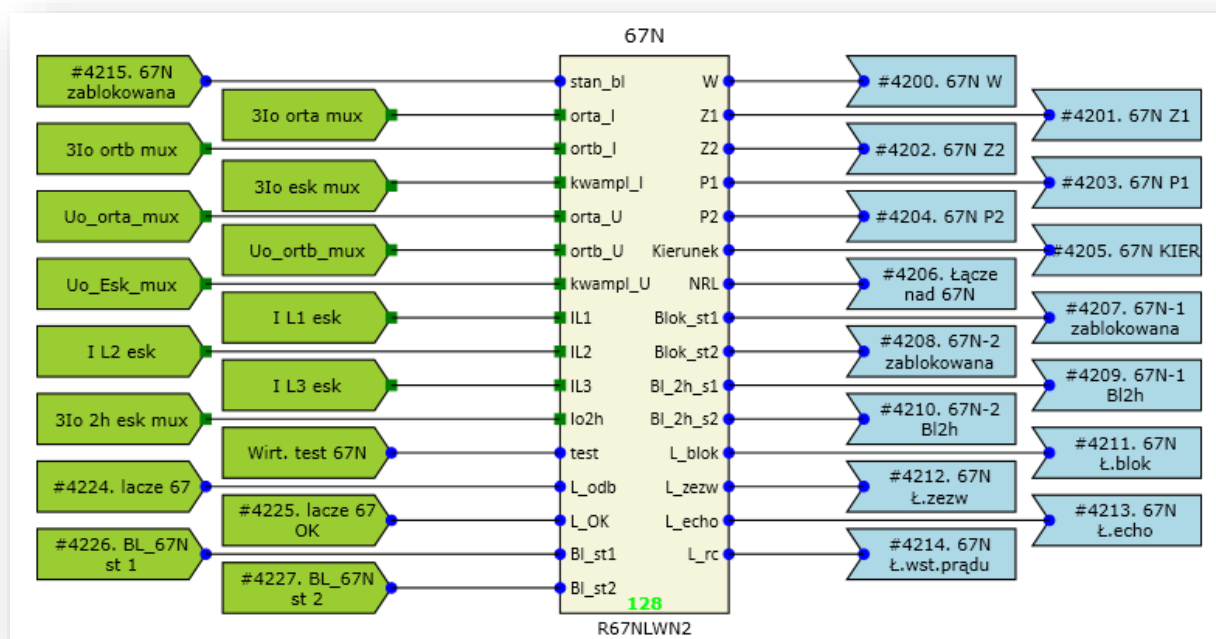 67N
#4215. 67N
zablokowana
stan_bl
W
#4200. 67N W
3Io orta mux
orta_I
Z1
#4201. 67N Z1
3Io ortb mux
ortb_I
Z2
#4202. 67N Z2
3Io esk mux
kwampl_I
P1
#4203. 67N P1
Uo_orta_mux
orta_U
P2
#4204. 67N P2
Uo_ortb_mux
ortb_U
Kierunek
#4205. 67N KIER
Uo_Esk_mux
kwampl_U
NRL
#4206. Łącze
nad 67N
I L1 esk
IL1
Blok_st1
#4207. 67N-1
zablokowana
I L2 esk
IL2
Blok_st2
#4208. 67N-2
zablokowana
I L3 esk
IL3
Bl_2h_s1
#4209. 67N-1
Bl2h
3Io 2h esk mux
Io2h
Bl_2h_s2
#4210. 67N-2
Bl2h
Wirt. test 67N
test
L_blok
#4211. 67N
Ł.blok
#4224. lacze 67
L_odb
L_zezw
#4212. 67N
Ł.zezw
#4225. lacze 67
OK
L_OK
L_echo
#4213. 67N
Ł.echo
#4226. BL_67N
st 1
Bl_st1
L_rc
#4214. 67N
Ł.wst.prądu
#4227. BL_67N
st 2
Bl_st2
128
R67NLWN2